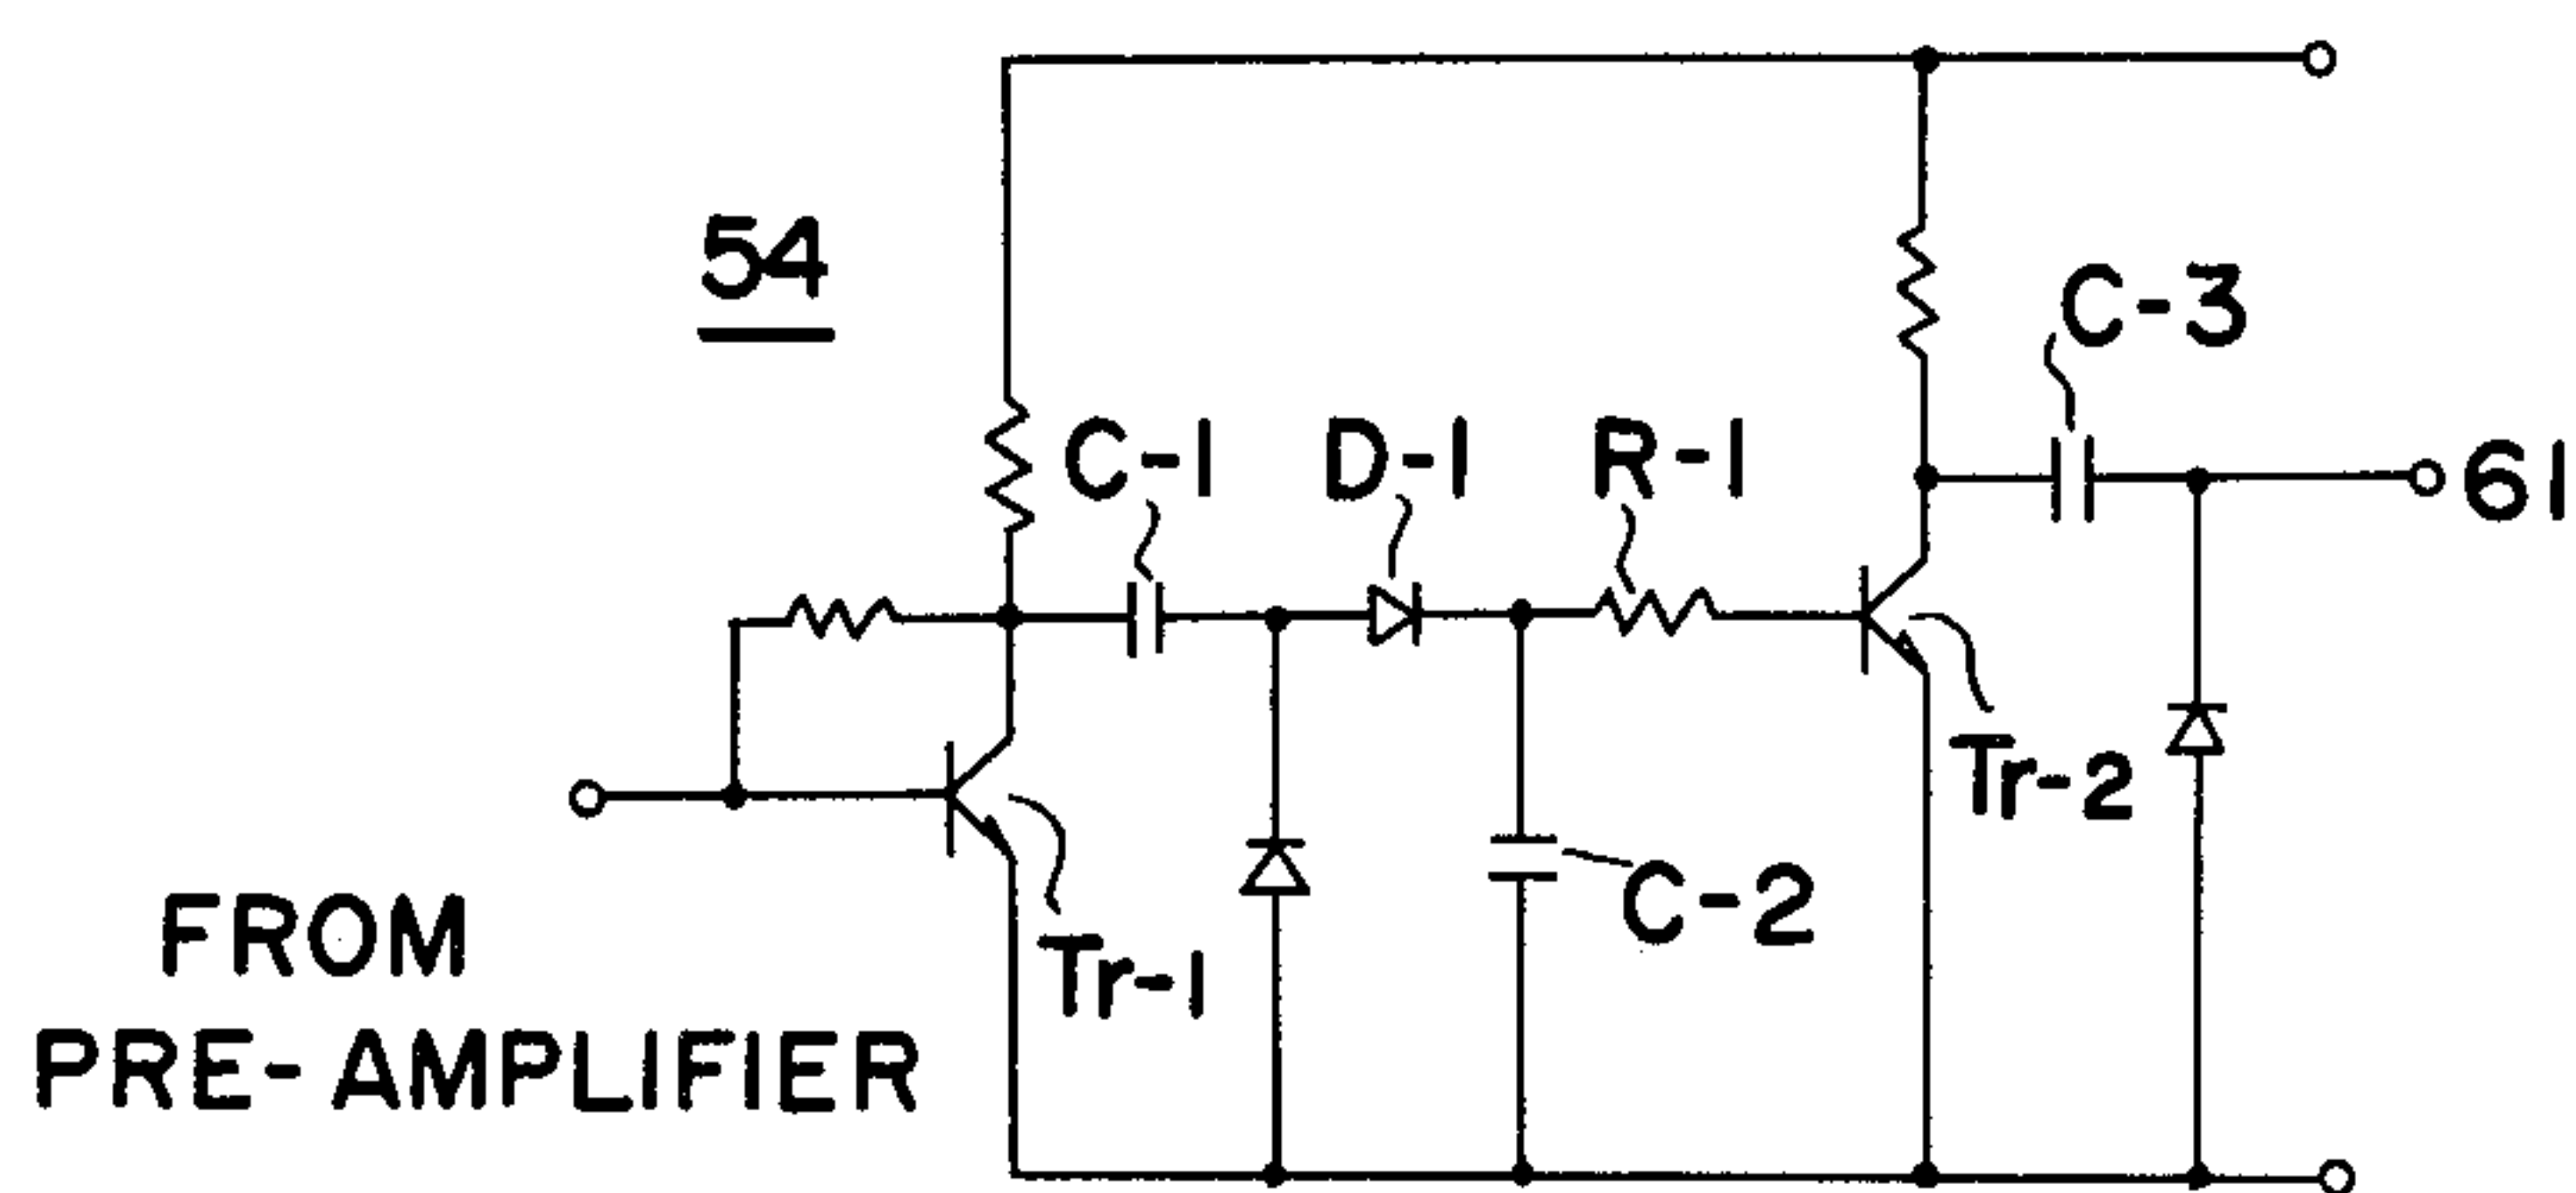 54
C-3
C-1
D-1
R-1
61
Tr-2
C-2
Tr-1
FROM
PRE-AMPLIFIER